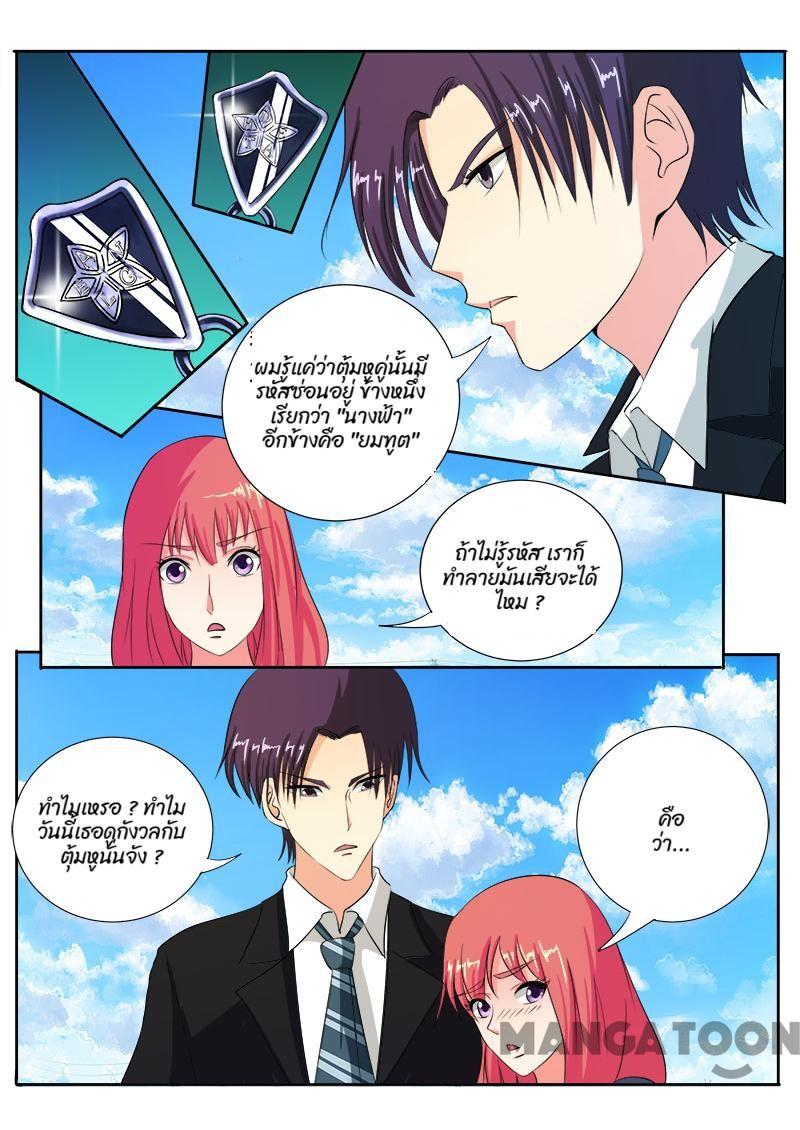 ผมรู้แค่ว่าตุ้มหูคู่นั้นมี
รหัสซ่อนอยู่ ข้างหนึ่ง
เรียกว่า "นางฟ้า"
อีกข้างคือ "ยมทูต"
ถ้าไม่รู้รหัส เราก็
ทำลายมันเสียจะได้
ไหม ?
ทำไมเหรอ ? ทำไม
วันนี้เธอดูกังวลกับ
ตุ้มหูนั้นจัง ?
คือ
ว่า...
MANGATOON